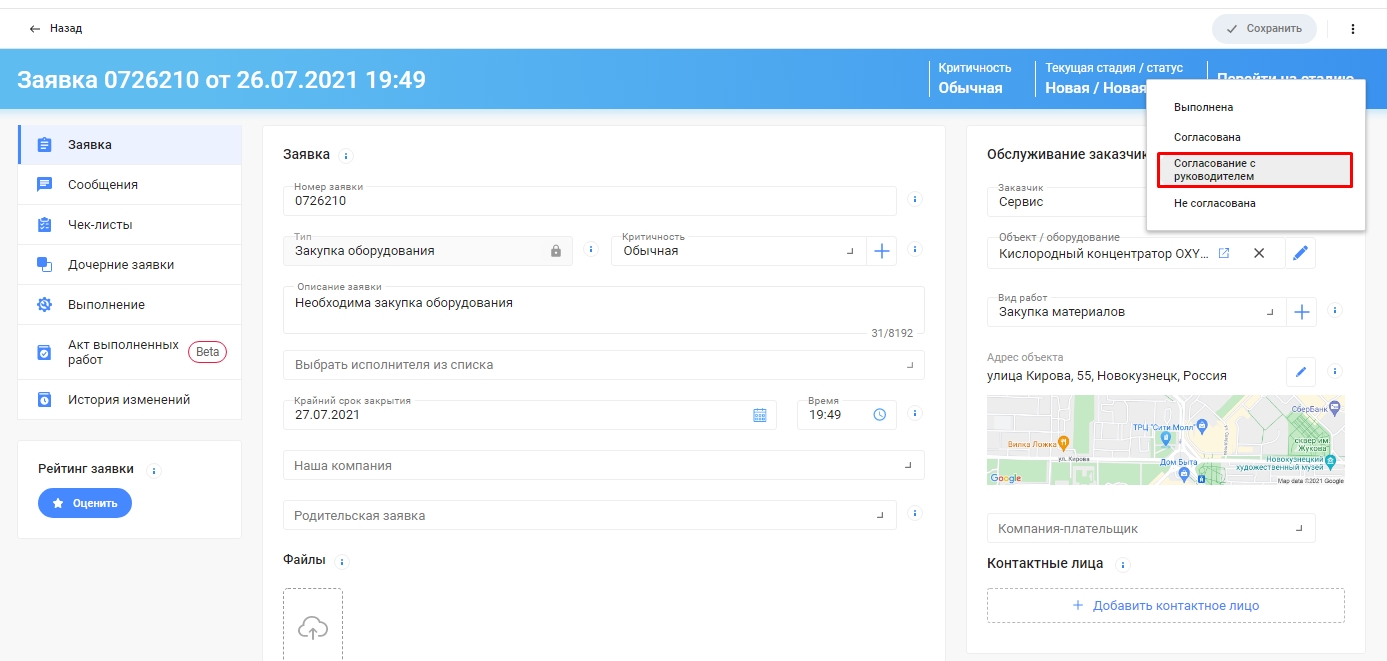 Назад
Сохранить
Заявка 0726210 от 26.07.2021 19:49
Критичность
Обычная
Текущая стадия / статус
Новая / Новая
Перейти на стадию
Выполнена
Согласована
Согласование с
руководителем
Не согласована
Заявка
Сообщения
Чек-листы
Дочерние заявки
Выполнение
Акт выполненных
работ
Beta
История изменений
Рейтинг заявки
Оценить
Заявка
Номер заявки
0726210
Тип
Закупка оборудования
Критичность
Обычная
Описание заявки
Необходима закупка оборудования
31/8192
Выбрать исполнителя из списка
Крайний срок закрытия
27.07.2021
Время
19:49
Наша компания
Родительская заявка
Файлы
Обслуживание заказчик
Заказчик
Сервис
Объект / оборудование
Кислородный концентратор OXY...
Вид работ
Закупка материалов
Адрес объекта
улица Кирова, 55, Новокузнецк, Россия
СберБанк
ТРЦ "Сити Молл"
сквер им
Жукова
Вилка Ложка
ул. Кирова
Дом Быта
Новокузнецкий
художественный музей
Google
Map data ©2021 Google
Компания-плательщик
Контактные лица
Добавить контактное лицо